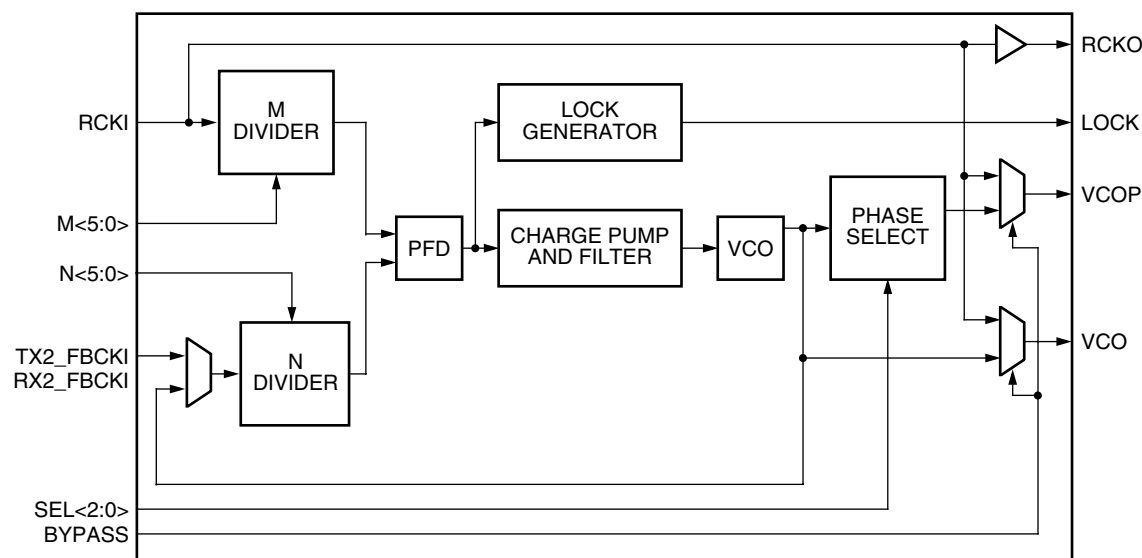 RCKO
M
DIVIDER
LOCK
GENERATOR
RCKI
LOCK
VCOP
PHASE
SELECT
M<5:0>
PFD
CHARGE PUMP
AND FILTER
VCO
N<5:0>
TX2_FBCKI
RX2_FBCKI
N
DIVIDER
VCO
SEL<2:0>
BYPASS